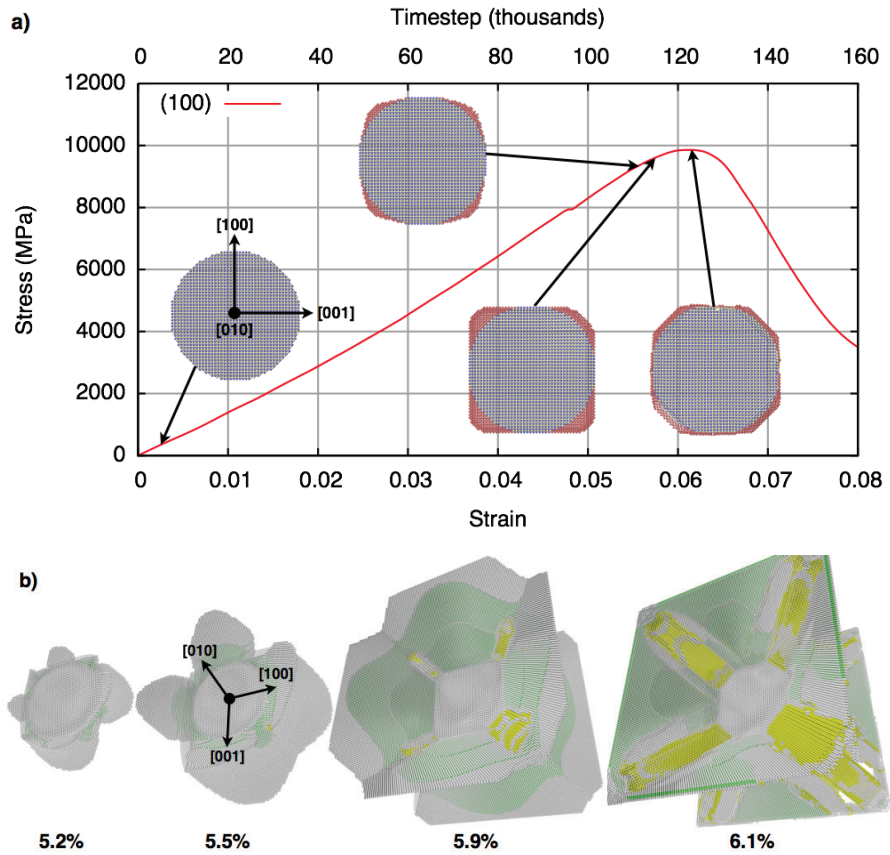 a)
Timestep (thousands)
0 20 40 60 80 100 120 140 160
12000
(100)
10000
8000
6000
4000
2000
0
Stress (MPa)
[100]
[001]
[010]
0 0.01 0.02 0.03 0.04 0.05 0.06 0.07 0.08
Strain
b)
[010]
[100]
[001]
5.2% 5.5% 5.9% 6.1%